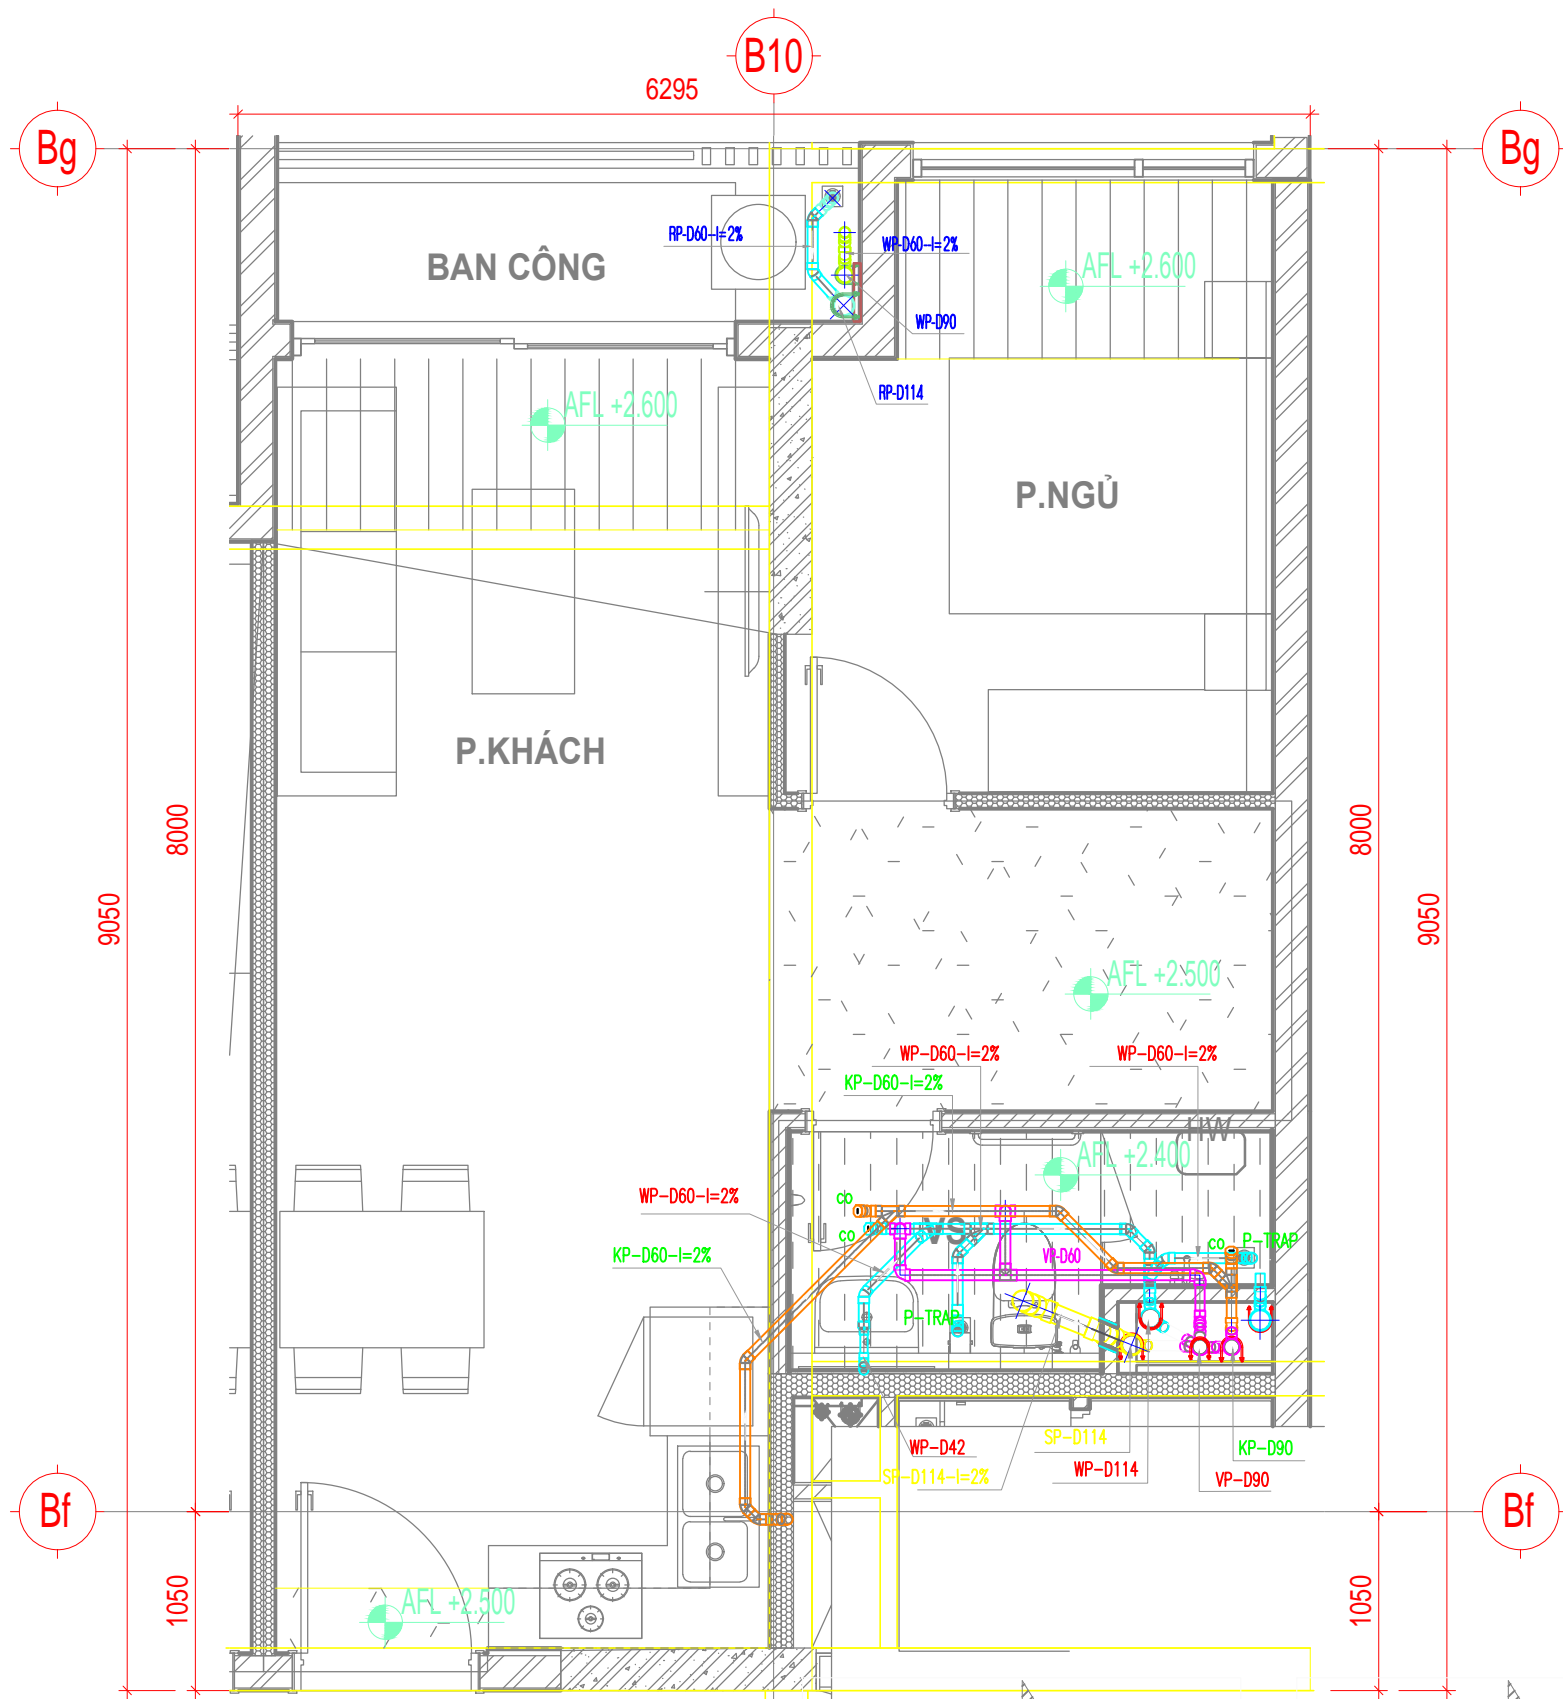 B10
6295
Bg
Bg
RP-D60-I=2%
WP-D60-I=2%
BAN CÔNG
AFL +2.600
WP-D90
RP-D114
AFL +2.600
P.NGỦ
P.KHÁCH
8000
8000
9050
9050
AFL +2.500
WP-D60-I=2%
WP-D60-I=2%
KP-D60-I=2%
HW
AFL +2.400
WP-D60-I=2%
co
co
VS
co
P-TRAP
KP-D60-I=2%
VP-D60
P-TRAP
WP-D42
SP-D114
KP-D90
SP-D114-I=2%
WP-D114
VP-D90
Bf
Bf
1050
1050
AFL +2.500